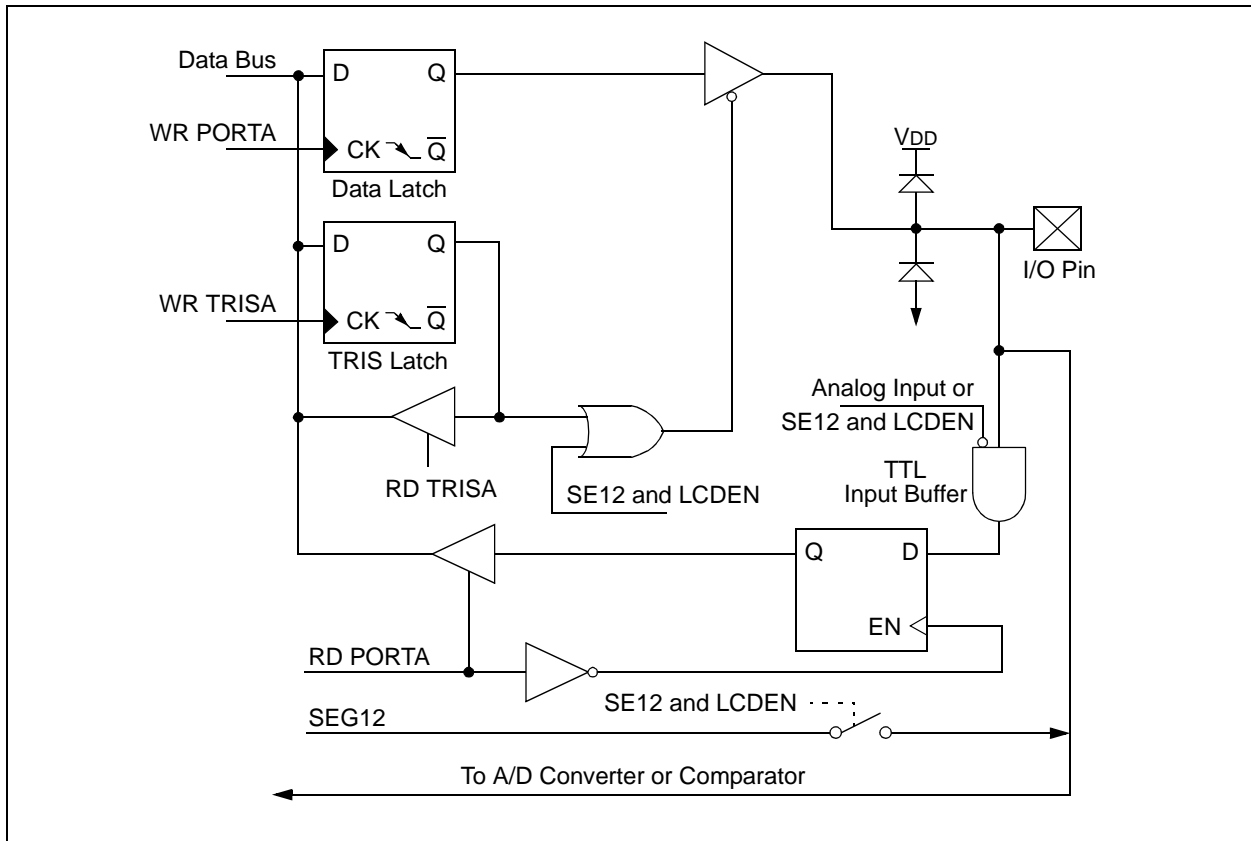 Data Bus
D Q
WR PORTA
CK Q̅
Data Latch
VDD
D Q
I/O Pin
WR TRISA
CK Q̅
TRIS Latch
Analog Input or
SE12 and LCDEN
TTL
Input Buffer
RD TRISA
SE12 and LCDEN
Q D
EN
RD PORTA
SE12 and LCDEN
SEG12
To A/D Converter or Comparator